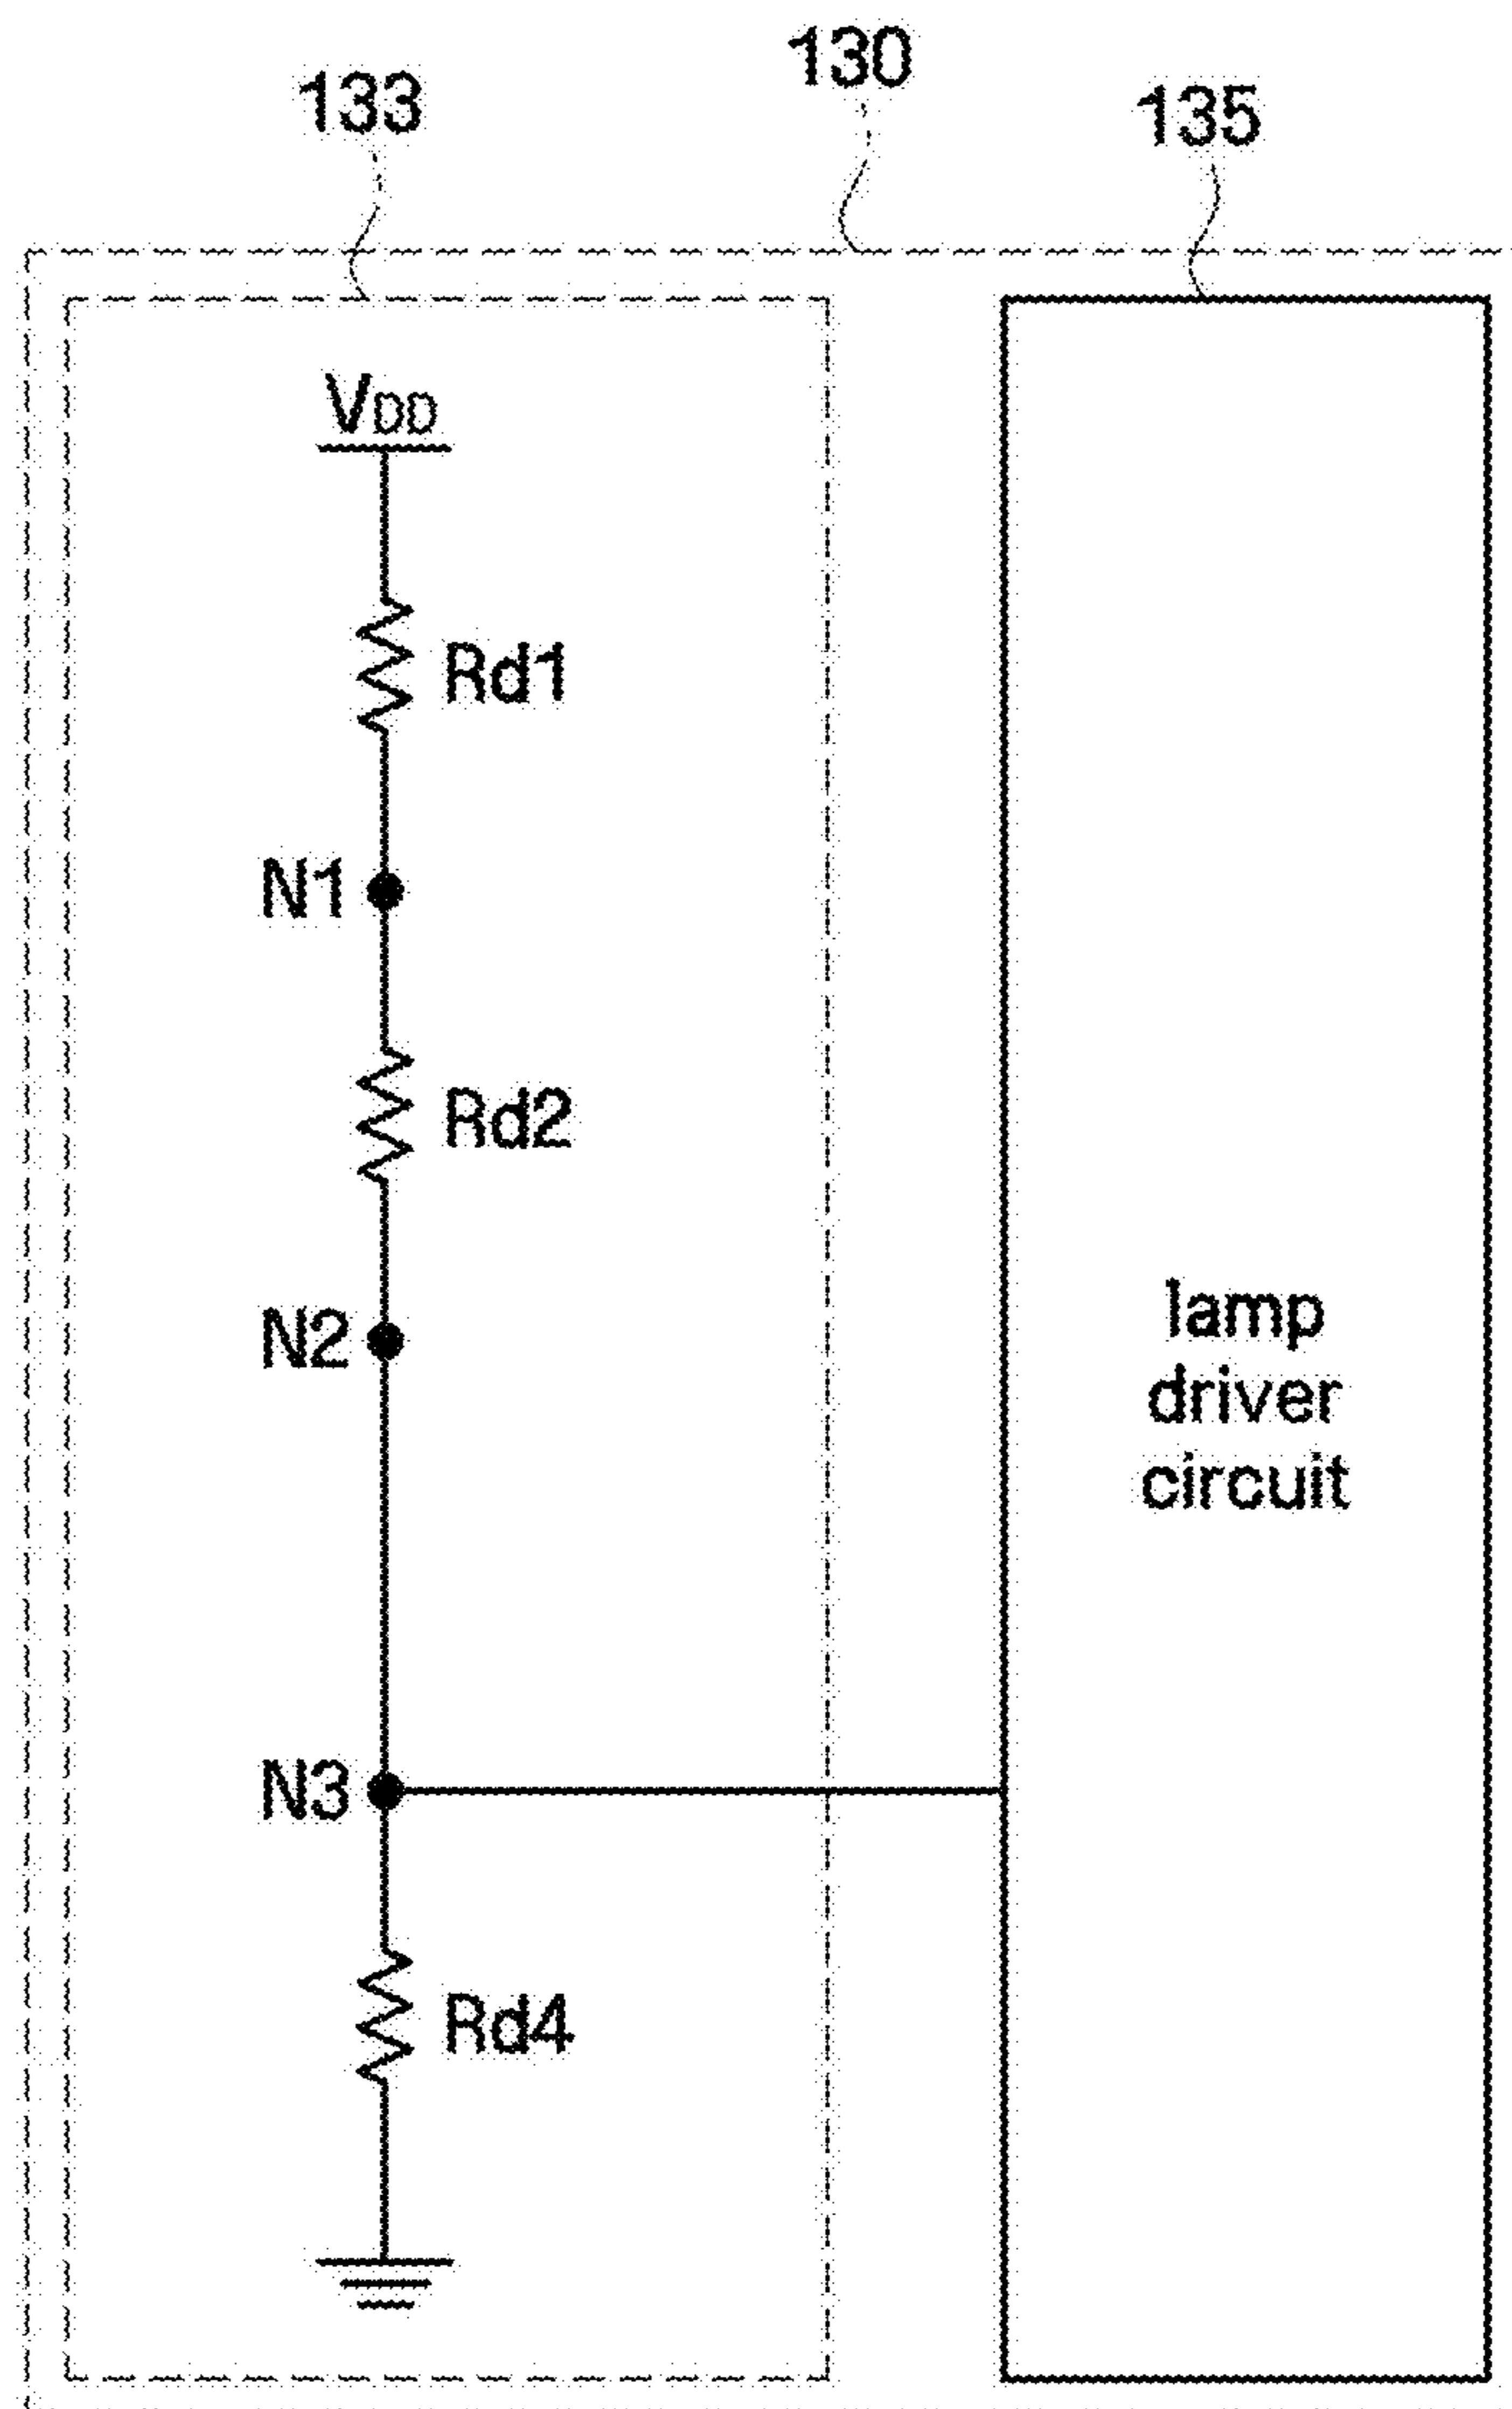 130
133
135
VDD
Rd1
N1
Rd2
N2
lamp
driver
circuit
N3
Rd4